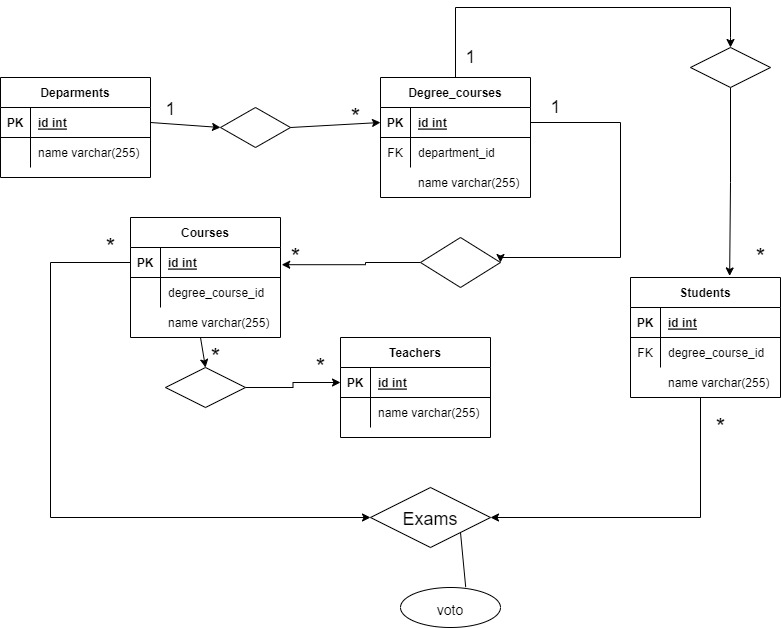 1
Deparments
PK id int
name varchar(255)
1
*
Degree_courses
PK id int
FK department_id
name varchar(255)
1
*
Courses
PK id int
degree_course_id
name varchar(255)
*
*
Students
PK id int
FK degree_course_id
name varchar(255)
*
*
Teachers
PK id int
name varchar(255)
*
Exams
voto